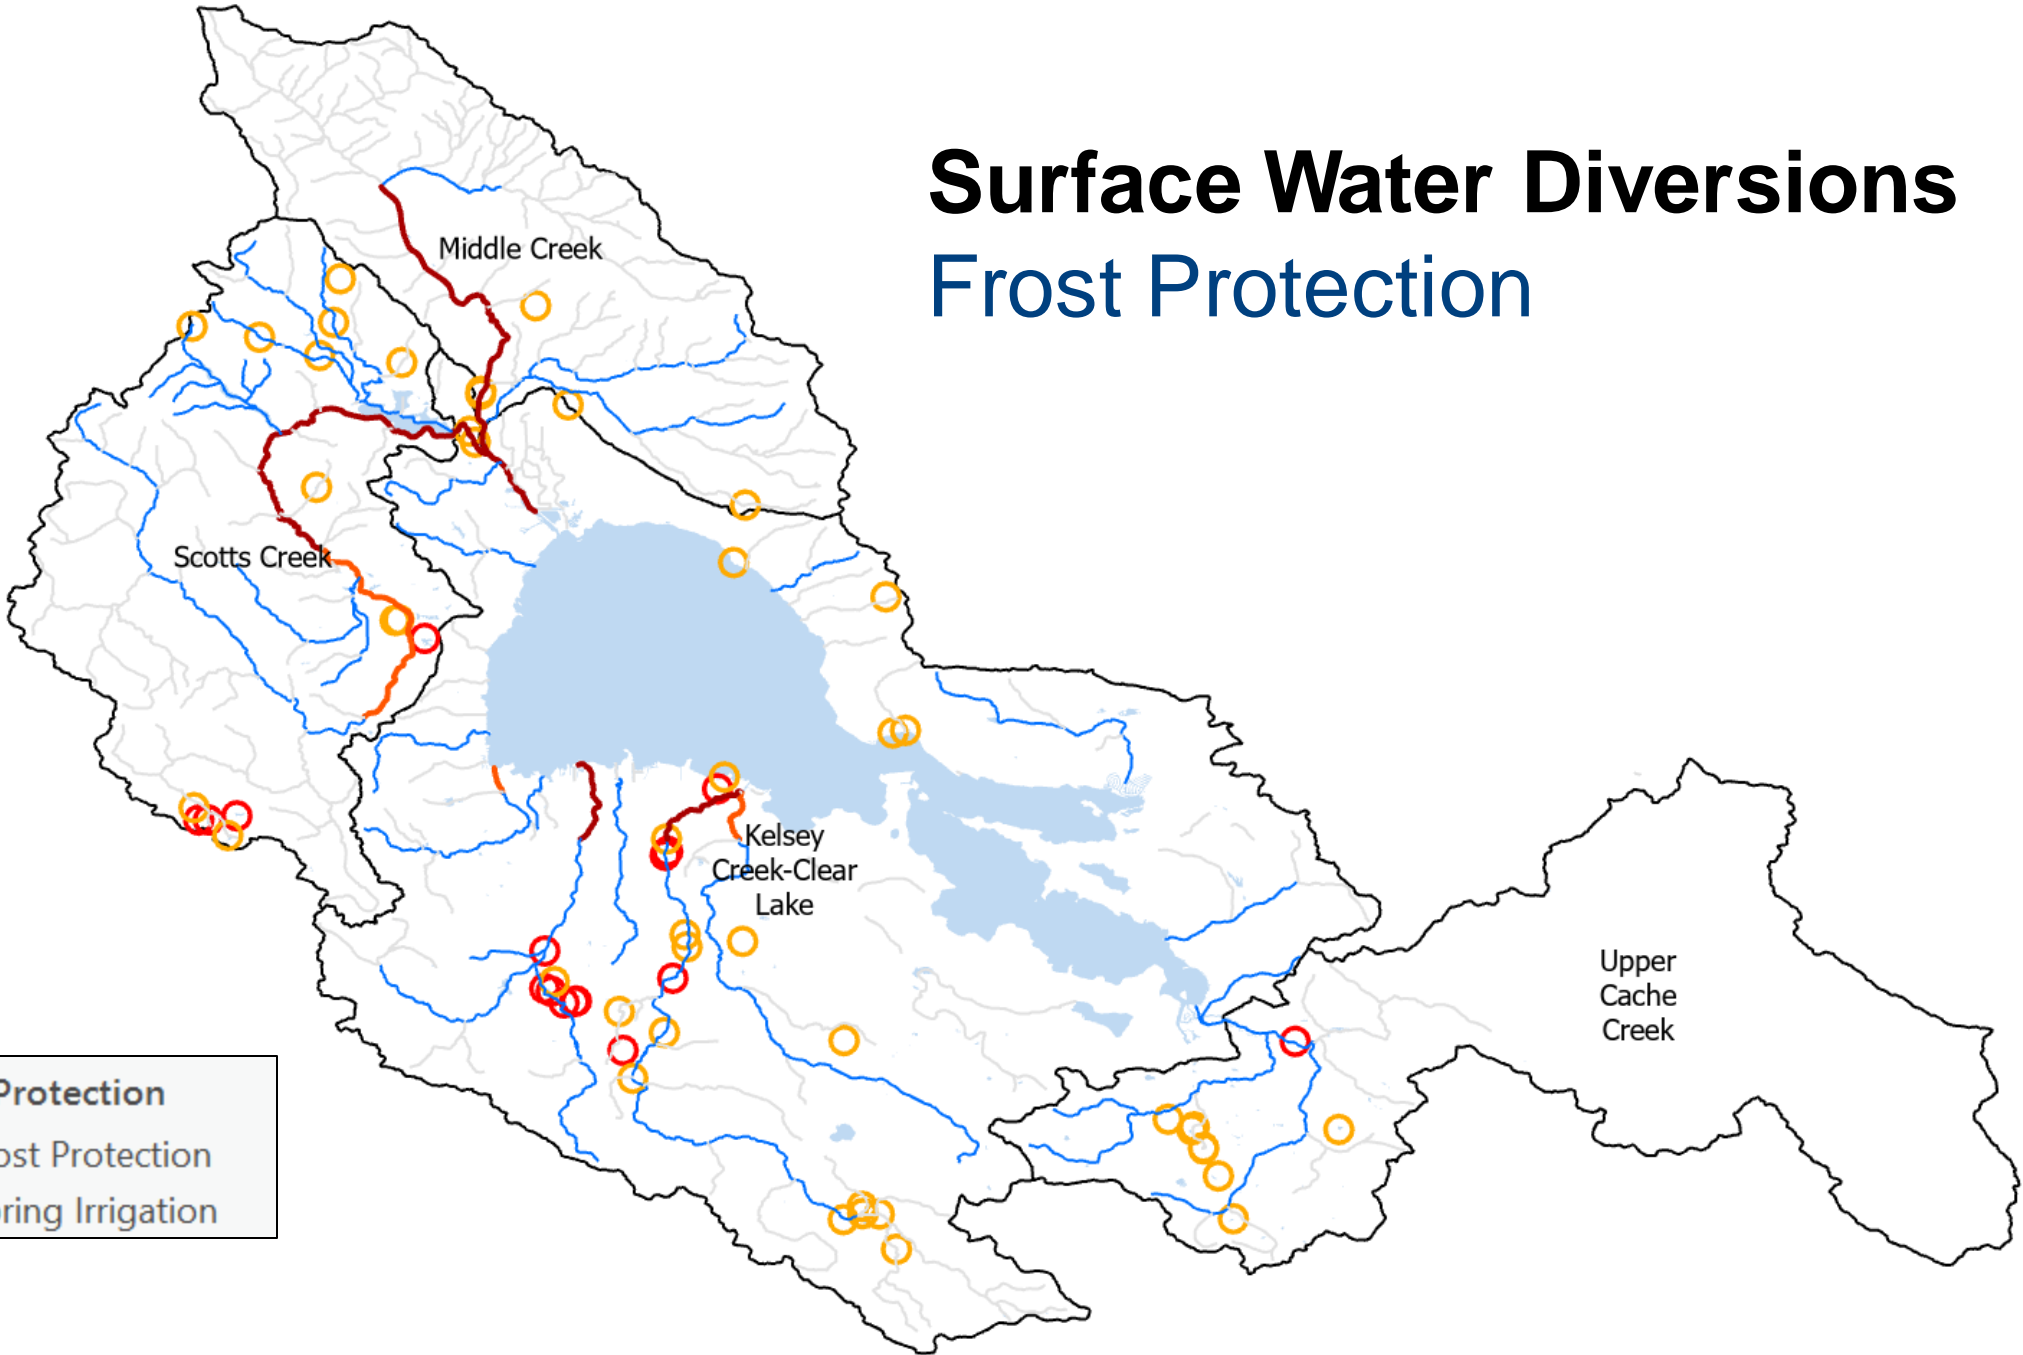 Surface Water Diversions
Frost Protection
Middle Creek
Scotts Creek
Kelsey
Creek-Clear
Lake
Upper
Cache
Creek
Protection
ost Protection
ring Irrigation